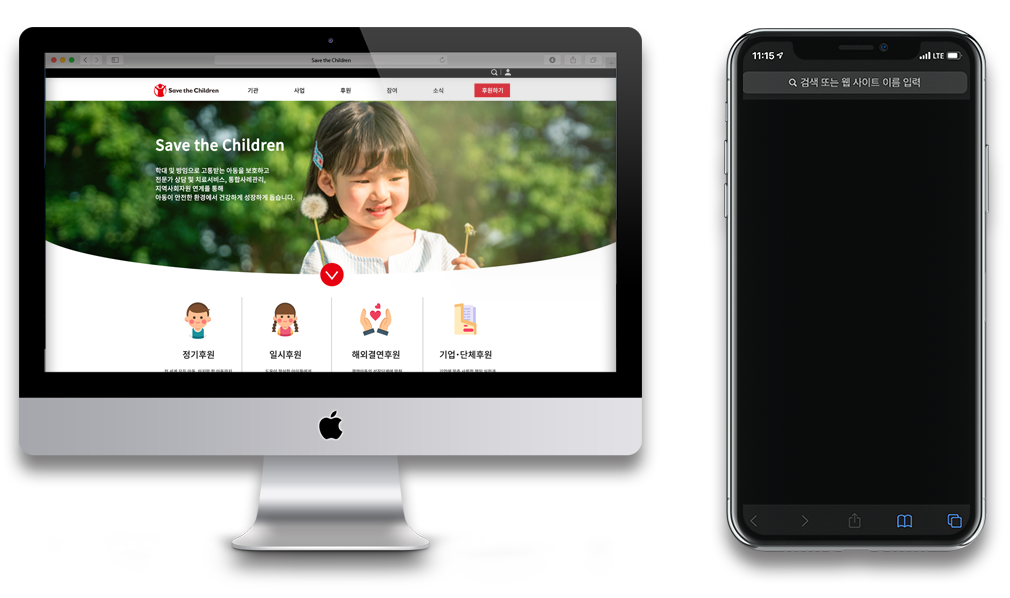 Save the Children
Save the Children
기관
사업
후원
참여
소식
후원하기
Save the Children
학대 및 방임으로 고통받는 아동을 보호하고
전문가 상담 및 치료서비스, 통합사례관리,
지역사회자원 연계를 통해
아동이 안전한 환경에서 건강하게 성장하게 돕습니다.
정기후원
일시후원
해외결연후원
기업·단체후원
11:15
LTE
검색 또는 웹 사이트 이름 입력